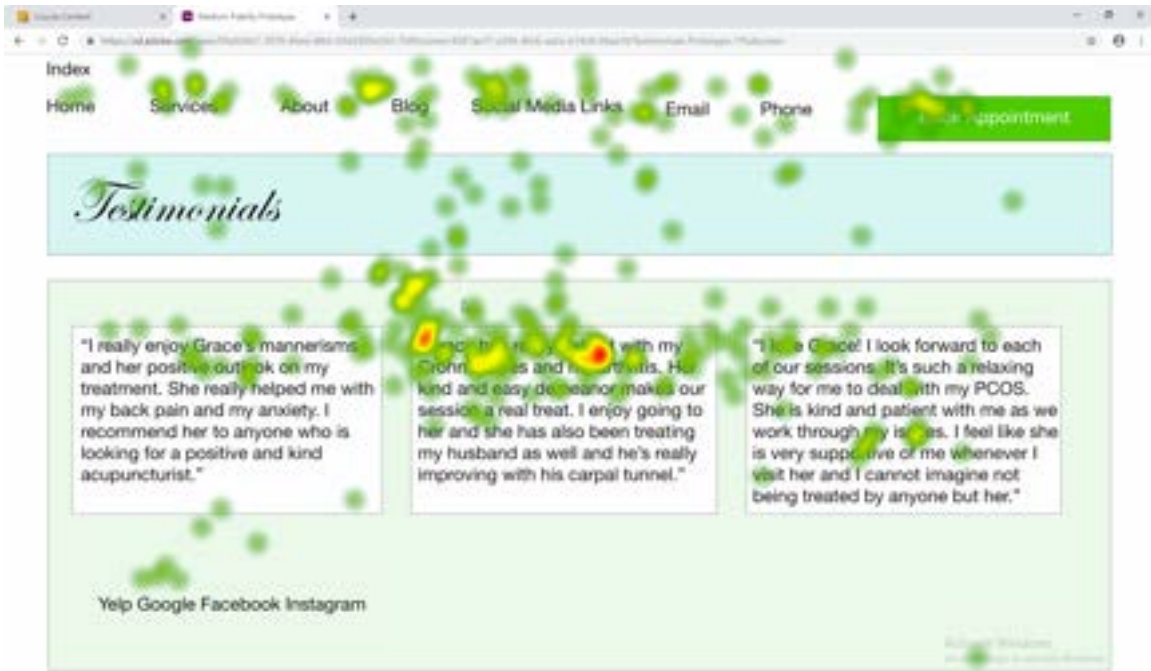 Index
Home Services About Blog Social Media Links Email Phone Appointment
Testimonials
"I really enjoy Grace's mannerisms
and her positive outlook on my
treatment. She really helped me with
my back pain and my anxiety. I
recommend her to anyone who is
looking for a positive and kind
acupuncturist."
with my
and
kind and easy demeanor makes our
session a real treat. I enjoy going to
her and she has also been treating
my husband as well and he's really
improving with his carpal tunnel."
"I love Grace! I look forward to each
of our sessions. It's such a relaxing
way for me to deal with my PCOS.
She is kind and patient with me as we
work through my issues. I feel like she
is very supportive of me whenever I
visit her and I cannot imagine not
being treated by anyone but her."
Yelp Google Facebook Instagram